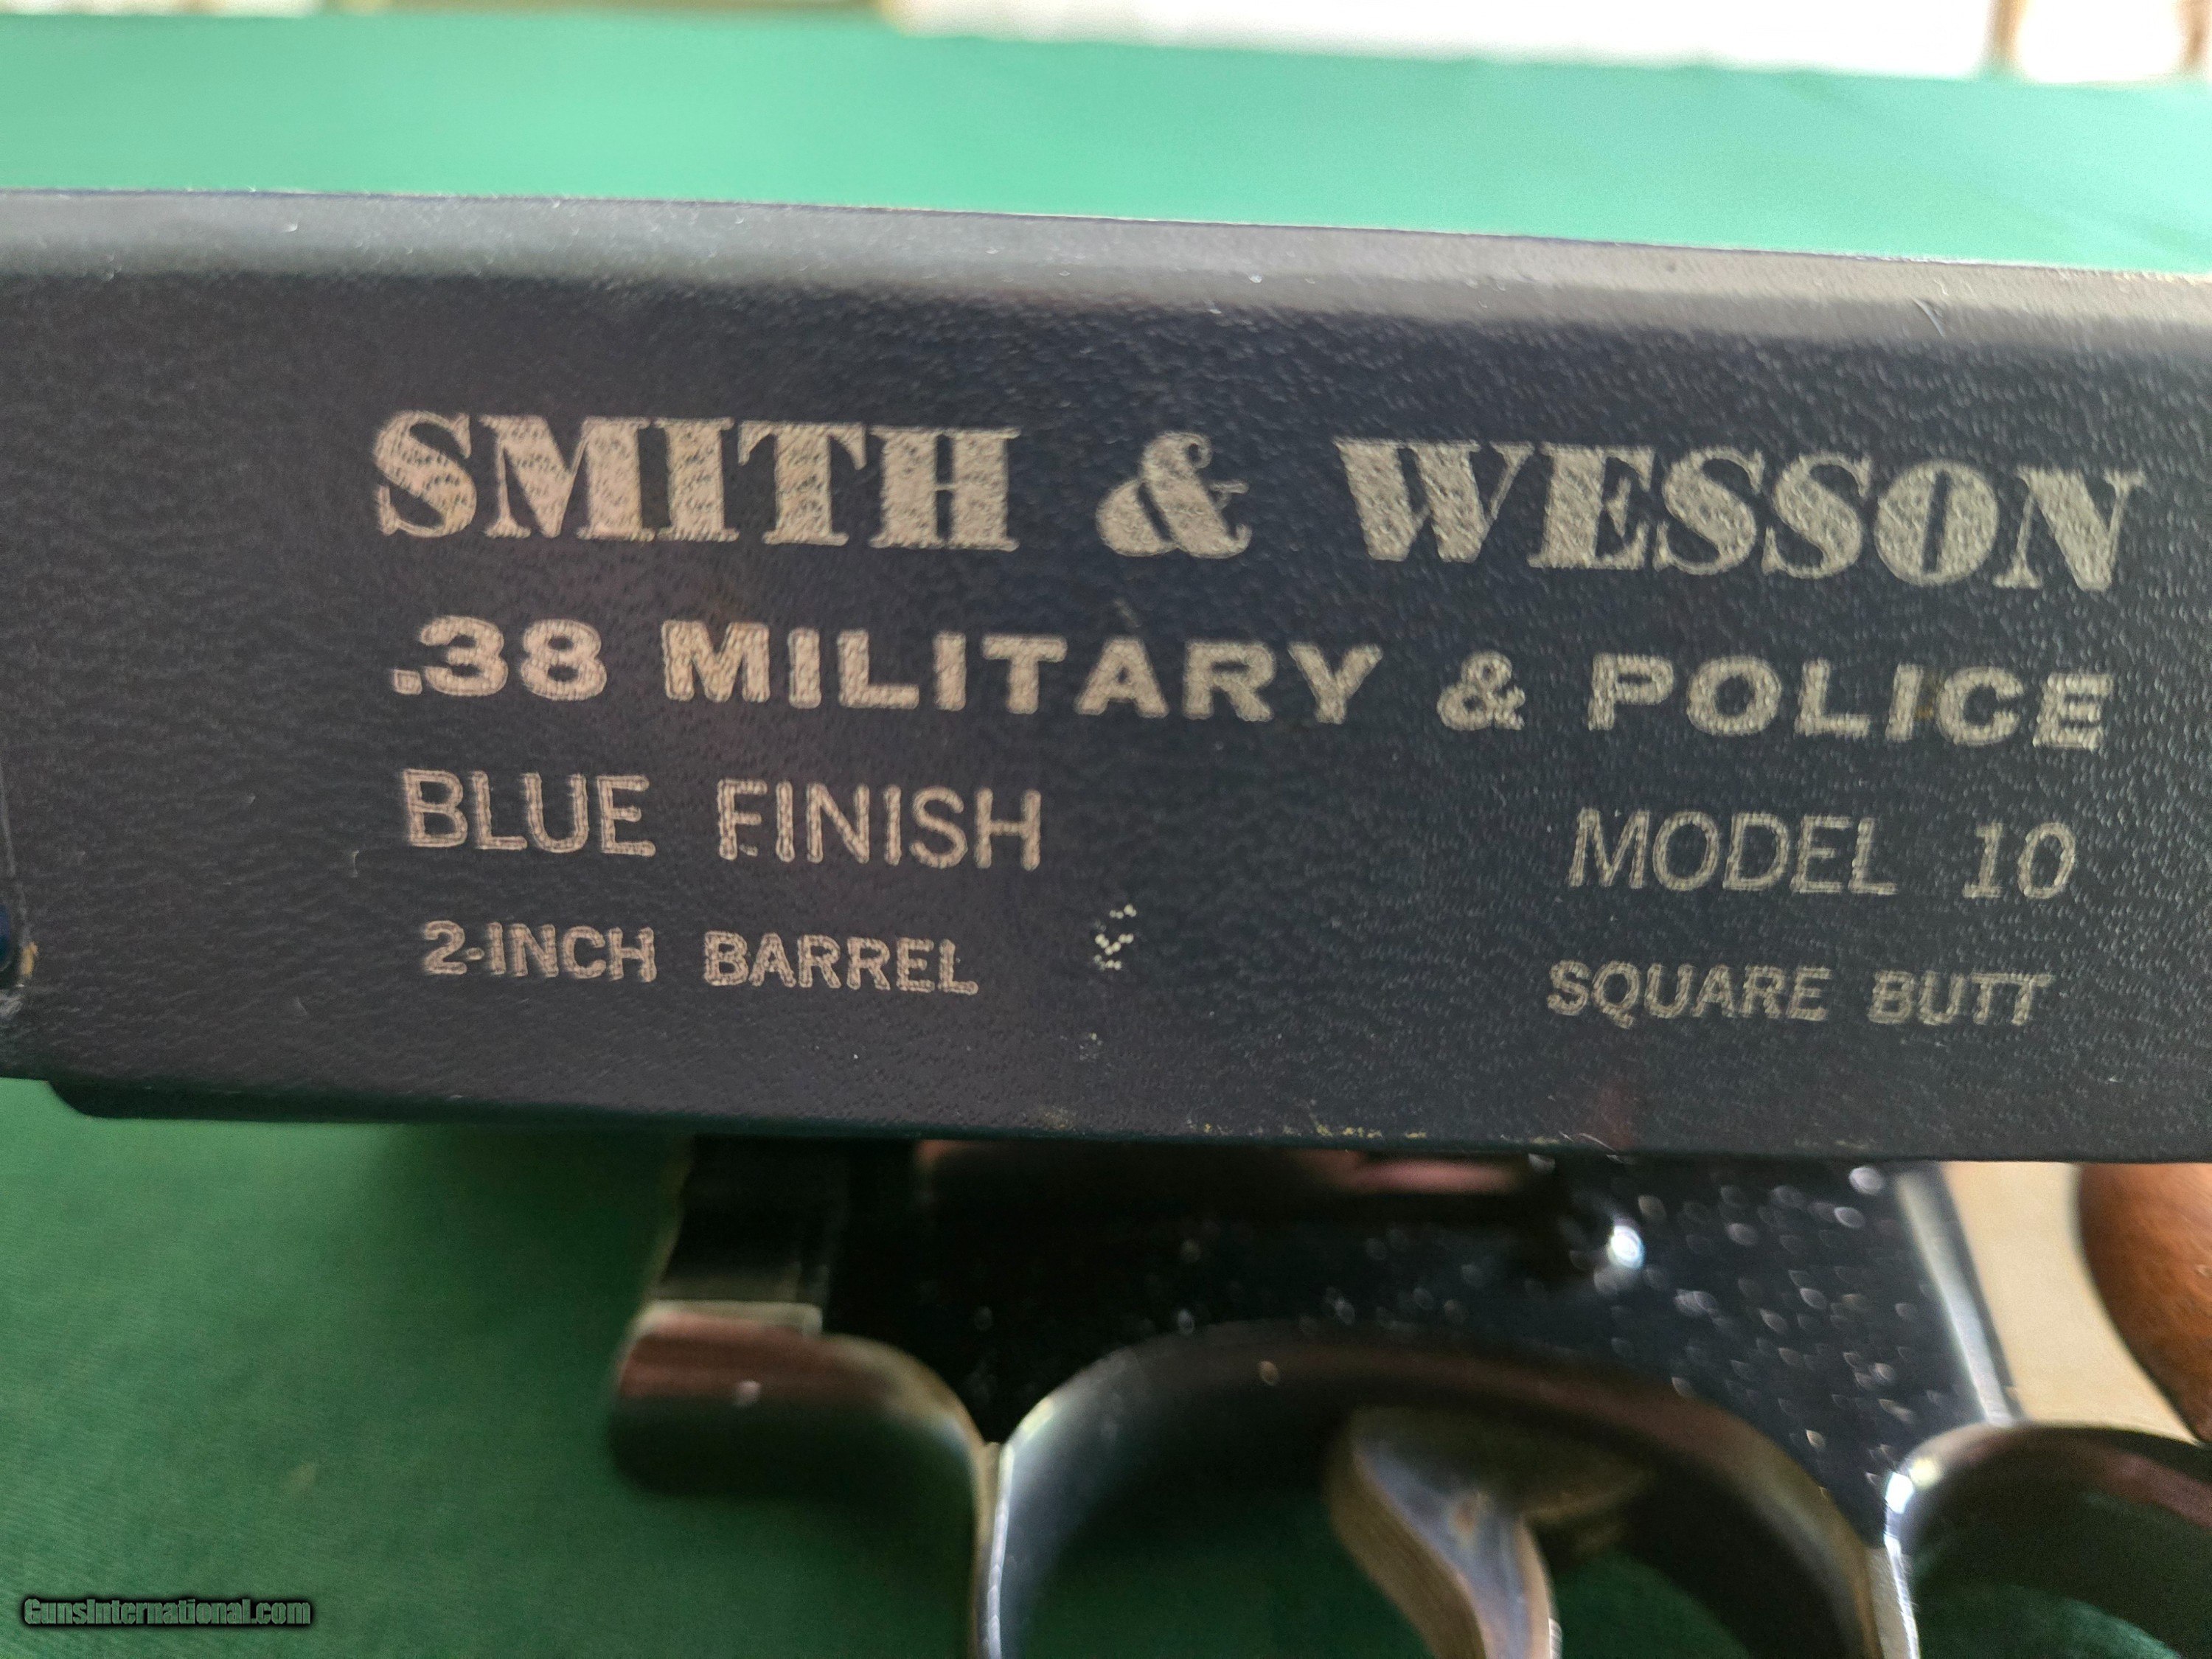 SMITH & WESSON
.38 MILITARY & POLICE
BLUE FINISH MODEL 10
2-INCH BARREL SQUARE BUTT
GunsInternational.com